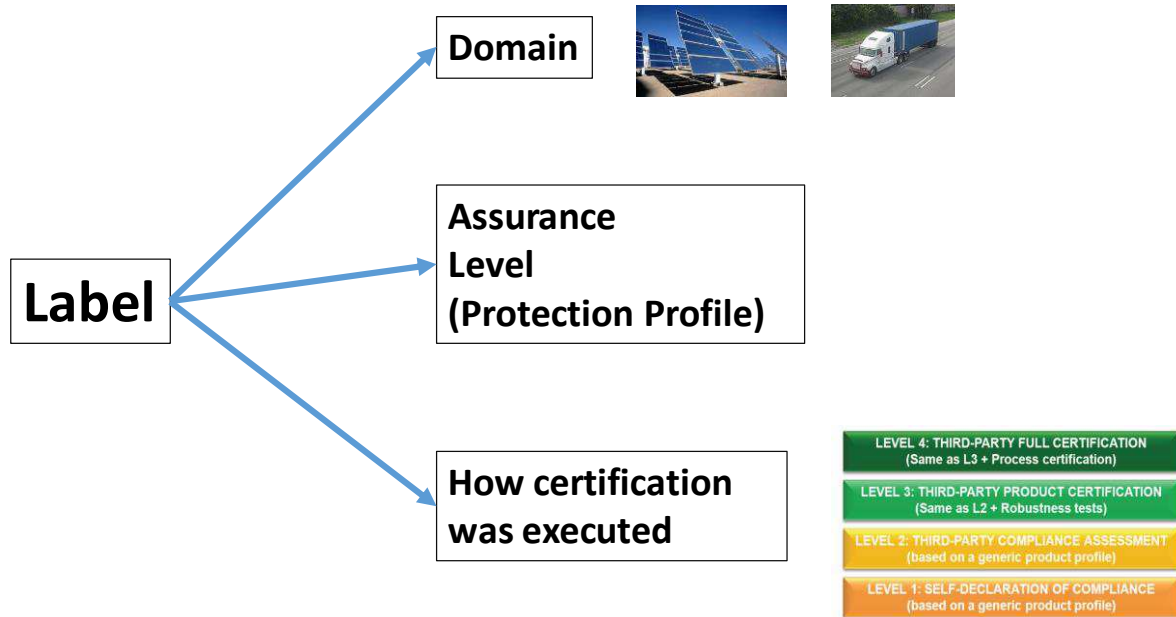 Domain
Label
Assurance
Level
(Protection Profile)
How certification
was executed
LEVEL 4: THIRD-PARTY FULL CERTIFICATION
(Same as L3 + Process certification)
LEVEL 3: THIRD-PARTY PRODUCT CERTIFICATION
(Same as L2 + Robustness tests)
LEVEL 2: THIRD-PARTY COMPLIANCE ASSESSMENT
(based on a generic product profile)
LEVEL 1: SELF-DECLARATION OF COMPLIANCE
(based on a generic product profile)